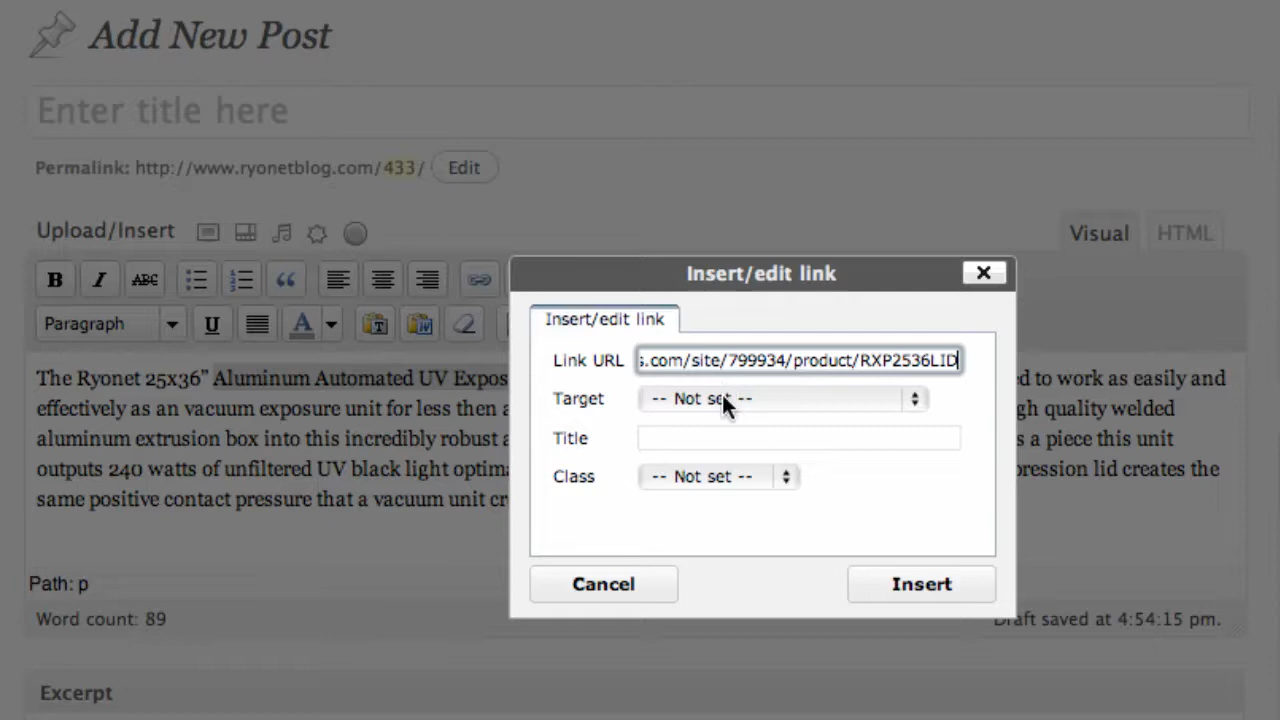 Add New Post
Enter title here
Permalink: http://www.ryonetblog.com/433/ Edit
Upload/Insert
Visual HTML
B I ABC
Insert/edit link
Paragraph U A
Insert/edit link
Link URL s.com/site/799934/product/RXP2536LID
Target -- Not set --
Title
Class -- Not set --
Cancel Insert
The Ryonet 25x36” Aluminum Automated UV Expos d to work as easily and
effectively as an vacuum exposure unit for less then a gh quality welded
aluminum extrusion box into this incredibly robust a s a piece this unit
outputs 240 watts of unfiltered UV black light optima pression lid creates the
same positive contact pressure that a vacuum unit cr
Path: p
Word count: 89 Draft saved at 4:54:15 pm.
Excerpt